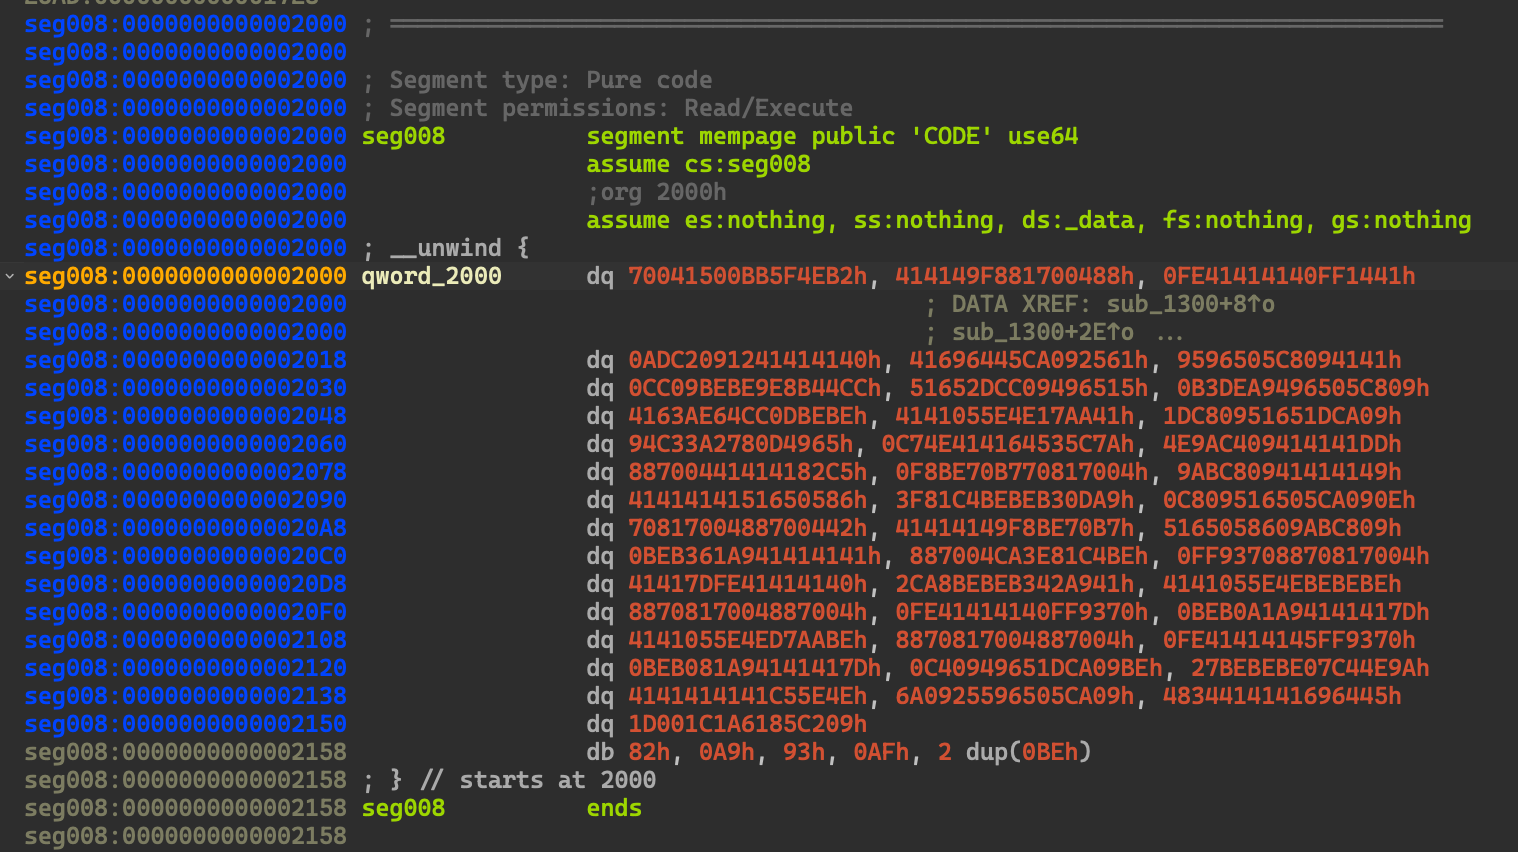 seg008:0000000000002000 ; ═══════════════════════════════════════════════════════════════════════════
seg008:0000000000002000
seg008:0000000000002000 ; Segment type: Pure code
seg008:0000000000002000 ; Segment permissions: Read/Execute
seg008:0000000000002000 seg008          segment mempage public 'CODE' use64
seg008:0000000000002000                 assume cs:seg008
seg008:0000000000002000                 ;org 2000h
seg008:0000000000002000                 assume es:nothing, ss:nothing, ds:_data, fs:nothing, gs:nothing
seg008:0000000000002000 ; __unwind {
seg008:0000000000002000 qword_2000      dq 70041500BB5F4EB2h, 414149F881700488h, 0FE41414140FF1441h
seg008:0000000000002000                                         ; DATA XREF: sub_1300+8↑o
seg008:0000000000002000                                         ; sub_1300+2E↑o ...
seg008:0000000000002018                 dq 0ADC2091241414140h, 41696445CA092561h, 9596505C8094141h
seg008:0000000000002030                 dq 0CC09BEBE9E8B44CCh, 51652DCC09496515h, 0B3DEA9496505C809h
seg008:0000000000002048                 dq 4163AE64CC0DBEBEh, 4141055E4E17AA41h, 1DC80951651DCA09h
seg008:0000000000002060                 dq 94C33A2780D4965h, 0C74E414164535C7Ah, 4E9AC409414141DDh
seg008:0000000000002078                 dq 88700441414182C5h, 0F8BE70B770817004h, 9ABC80941414149h
seg008:0000000000002090                 dq 4141414151650586h, 3F81C4BEBEB30DA9h, 0C809516505CA090Eh
seg008:00000000000020A8                 dq 7081700488700442h, 41414149F8BE70B7h, 5165058609ABC809h
seg008:00000000000020C0                 dq 0BEB361A941414141h, 887004CA3E81C4BEh, 0FF93708870817004h
seg008:00000000000020D8                 dq 41417DFE41414140h, 2CA8BEBEB342A941h, 4141055E4EBEBEBEh
seg008:00000000000020F0                 dq 8870817004887004h, 0FE41414140FF9370h, 0BEB0A1A94141417Dh
seg008:0000000000002108                 dq 4141055E4ED7AABEh, 8870817004887004h, 0FE41414145FF9370h
seg008:0000000000002120                 dq 0BEB081A94141417Dh, 0C40949651DCA09BEh, 27BEBEBE07C44E9Ah
seg008:0000000000002138                 dq 4141414141C55E4Eh, 6A0925596505CA09h, 4834414141696445h
seg008:0000000000002150                 dq 1D001C1A6185C209h
seg008:0000000000002158                 db 82h, 0A9h, 93h, 0AFh, 2 dup(0BEh)
seg008:0000000000002158 ; } // starts at 2000
seg008:0000000000002158 seg008          ends
seg008:0000000000002158